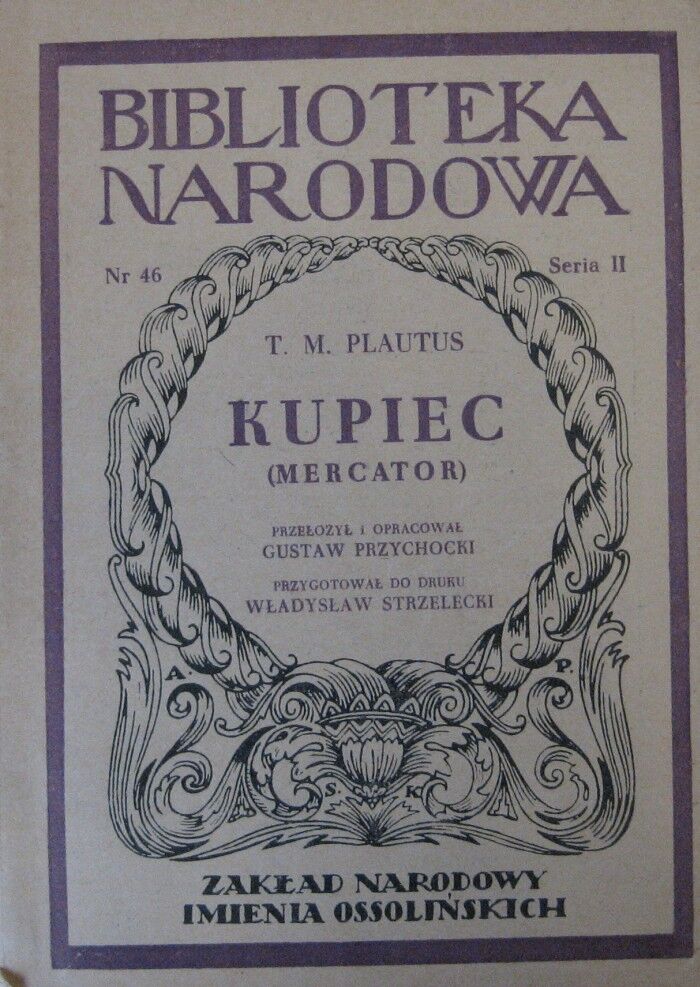 BIBLIOTEKA
NARODOWA
Nr 46 Seria II
T. M. PLAUTUS
KUPIEC
(MERCATOR)
PRZEŁOŻYŁ I OPRACOWAŁ
GUSTAW PRZYCHOCKI
PRZYGOTOWAŁ DO DRUKU
WŁADYSŁAW STRZELECKI
A. P.
S. K
ZAKŁAD NARODOWY
IMIENIA OSSOLIŃSKICH